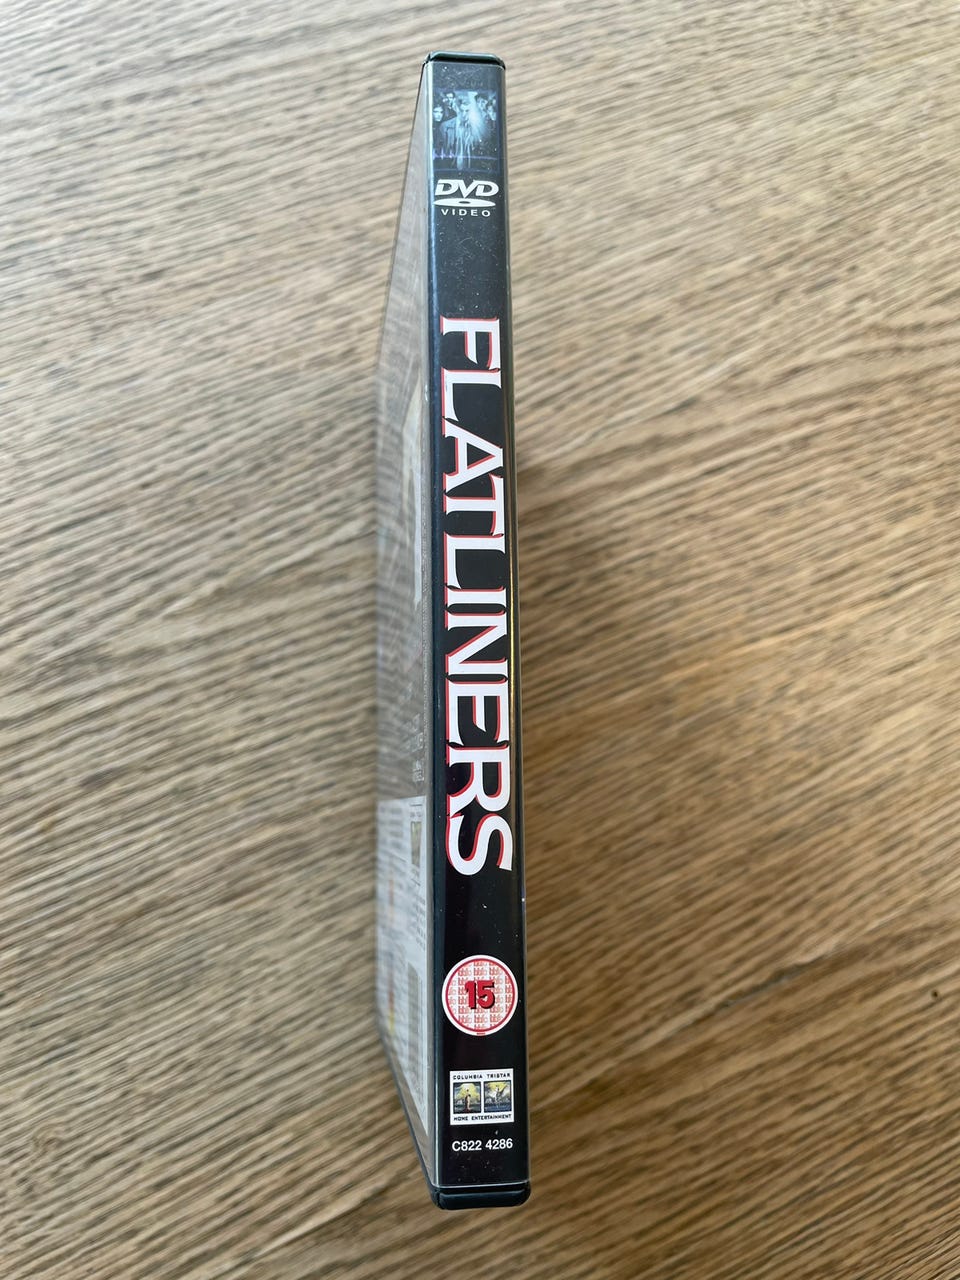 DVD
VIDEO
FLATLINERS
15
COLUMBIA TRISTAR
HOME ENTERTAINMENT
C822 4286